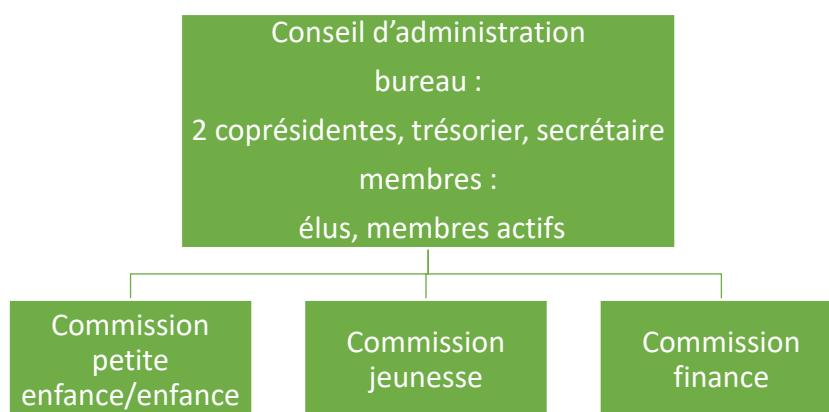 Conseil d’administration
bureau :
2 coprésidentes, trésorier, secrétaire
membres :
élus, membres actifs
Commission
petite
enfance/enfance
Commission
jeunesse
Commission
finance